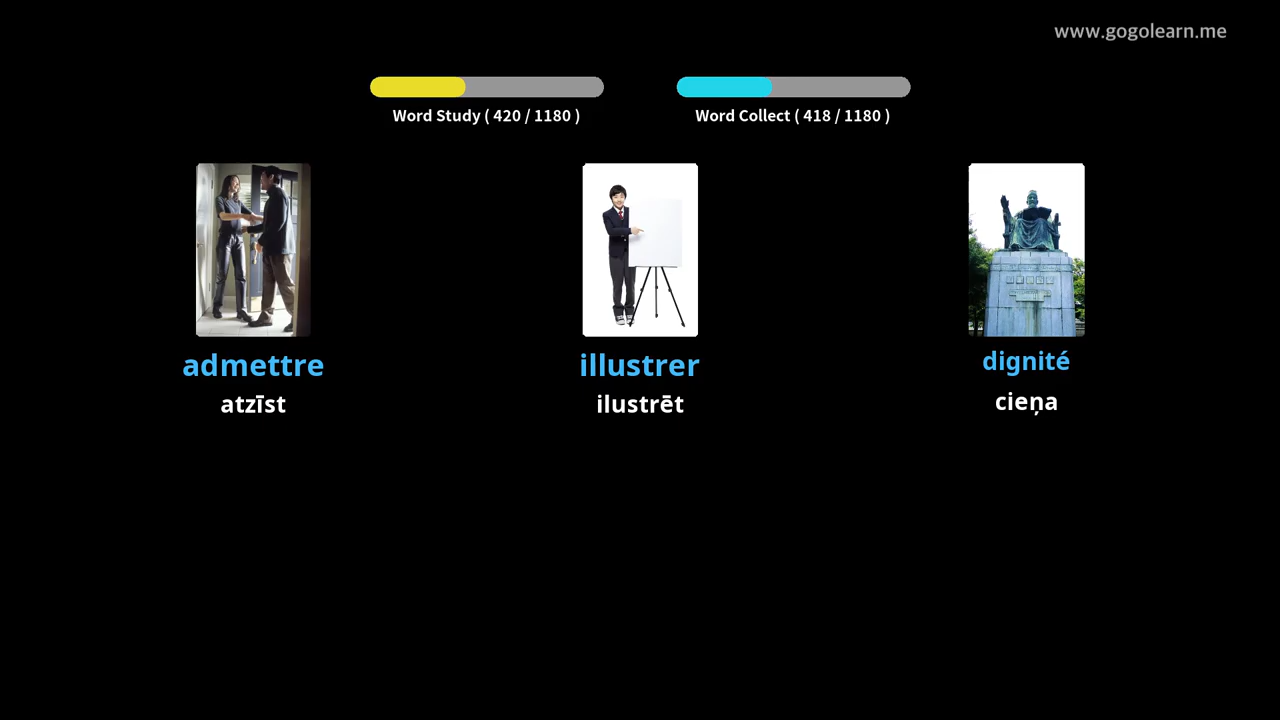 www.gogolearn.me
Word Study ( 420 / 1180 )
Word Collect ( 418 / 1180 )
admettre
atzīst
illustrer
ilustrēt
dignité
cieņa